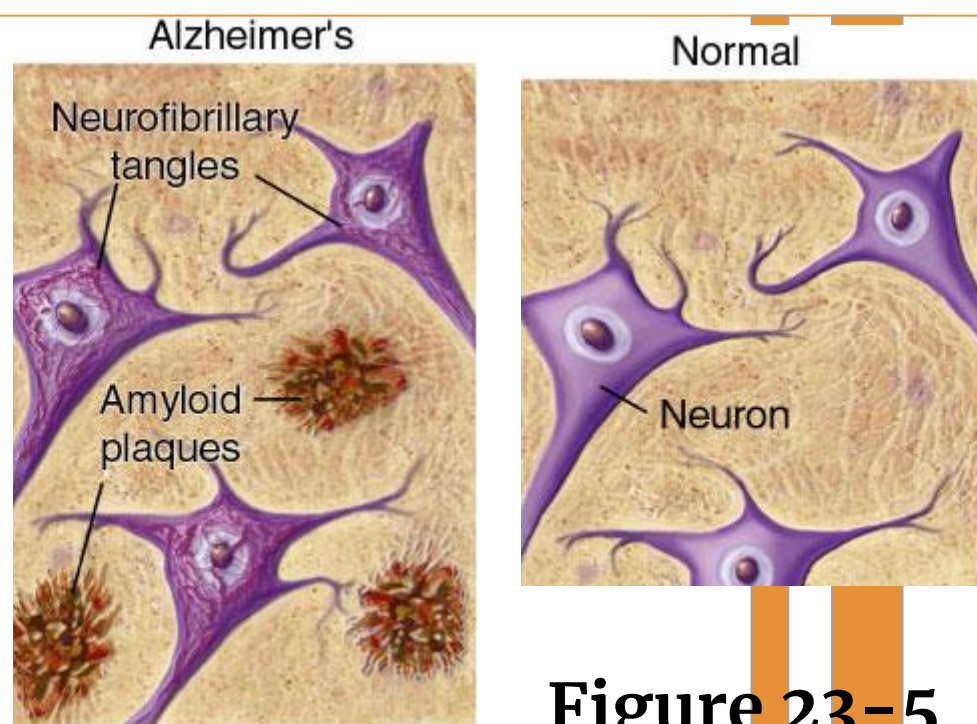 Alzheimer's
Neurofibrillary
tangles
Amyloid
plaques
Normal
Neuron
Figure 23-5